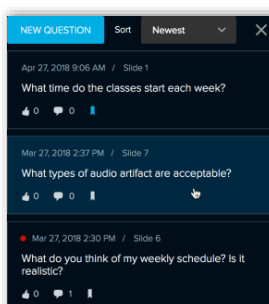 NEW QUESTION Sort Newest
Apr 27, 2018 9:06 AM / Slide 1
What time do the classes start each week?
0 0
Mar 27, 2018 2:37 PM / Slide 7
What types of audio artifact are acceptable?
0 0
Mar 27, 2018 2:30 PM / Slide 6
What do you think of my weekly schedule? Is it
realistic?
0 1